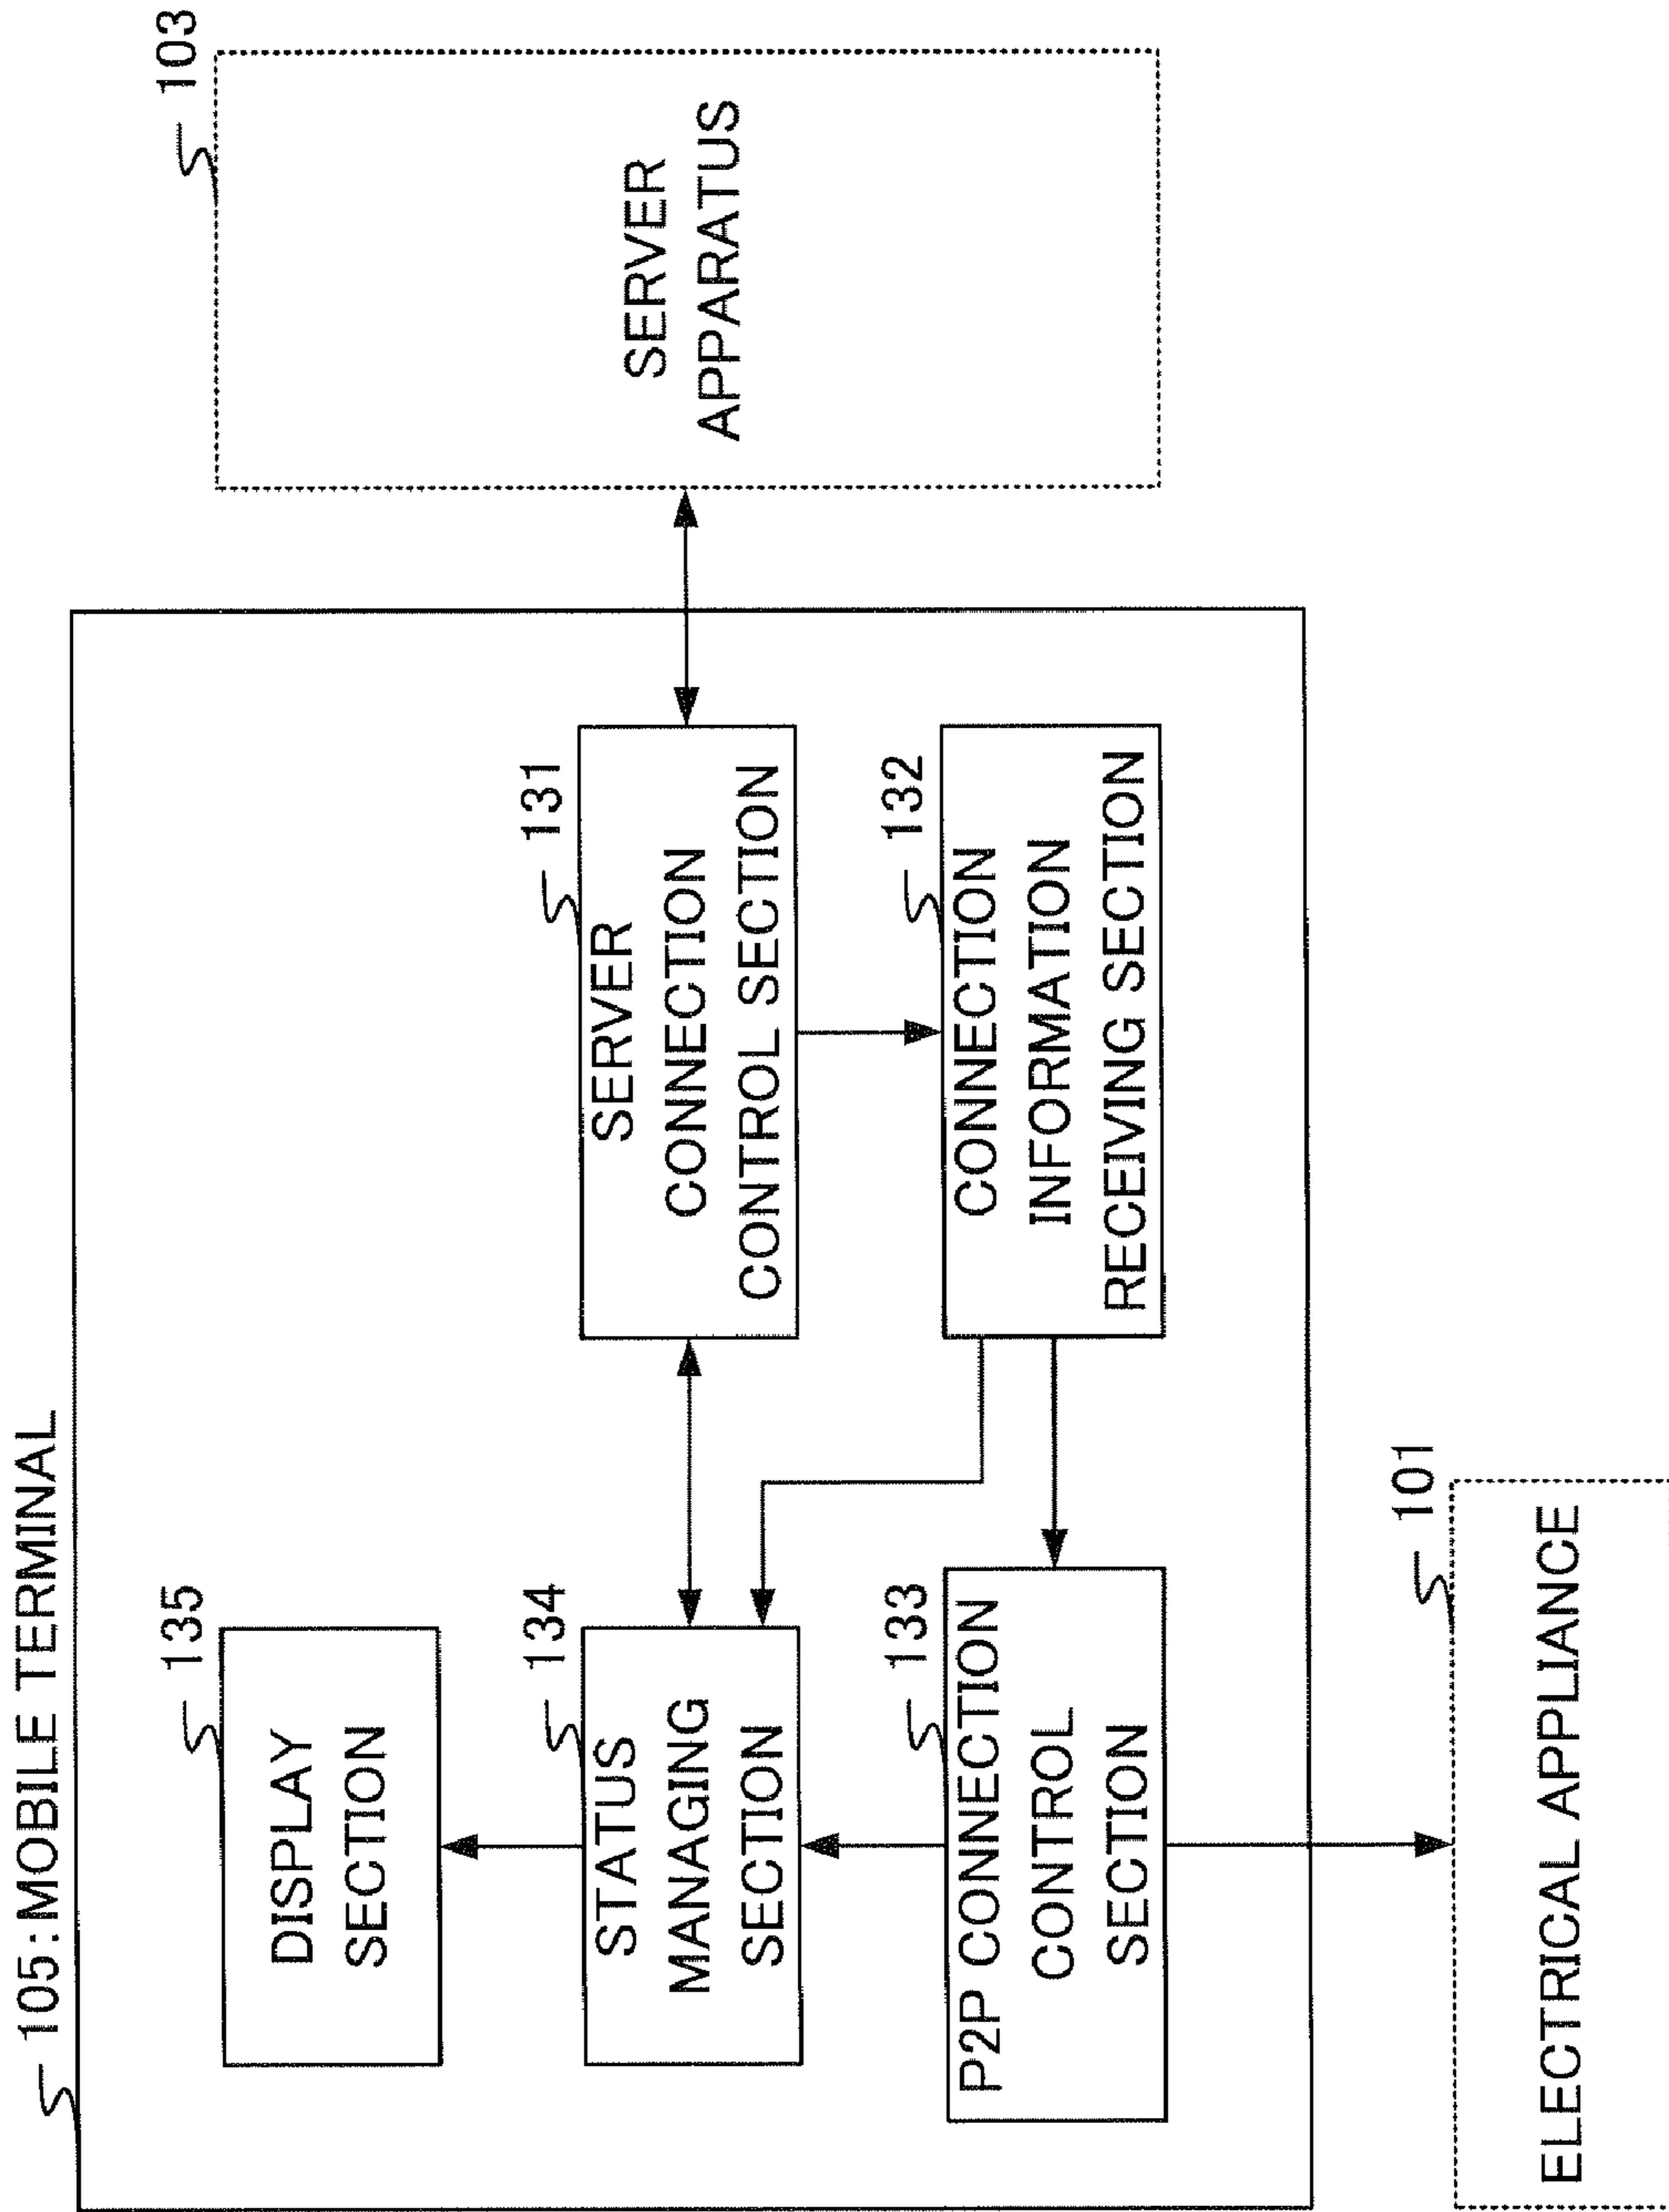 105:MOBILE TERMINAL
135
DISPLAY
SECTION
134
STATUS
MANAGING
SECTION
133
P2P CONNECTION
CONTROL
SECTION
131
SERVER
CONNECTION
CONTROL SECTION
132
CONNECTION
INFORMATION
RECEIVING SECTION
103
SERVER
APPARATUS
101
ELECTRICAL APPLIANCE